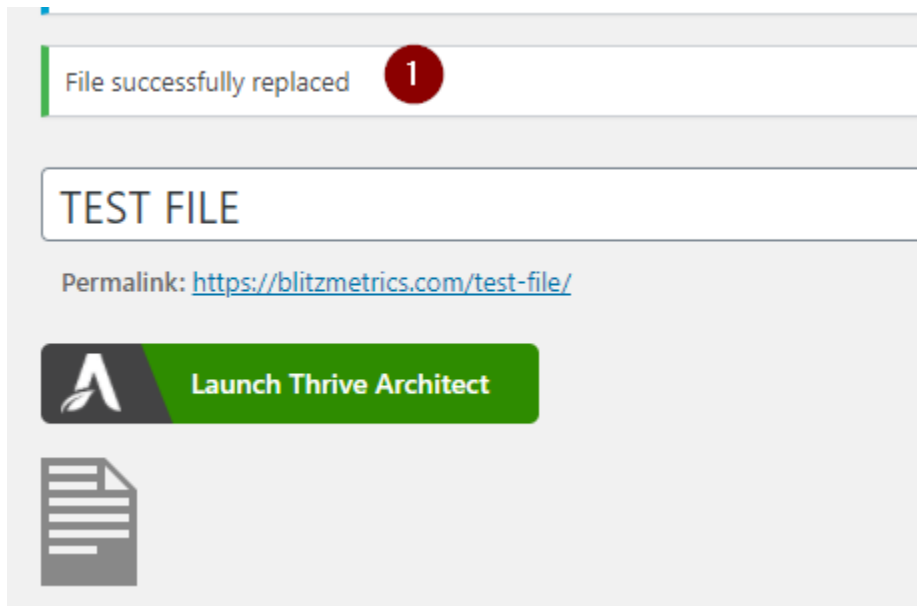 File successfully replaced 1
TEST FILE
Permalink: https://blitzmetrics.com/test-file/
Launch Thrive Architect